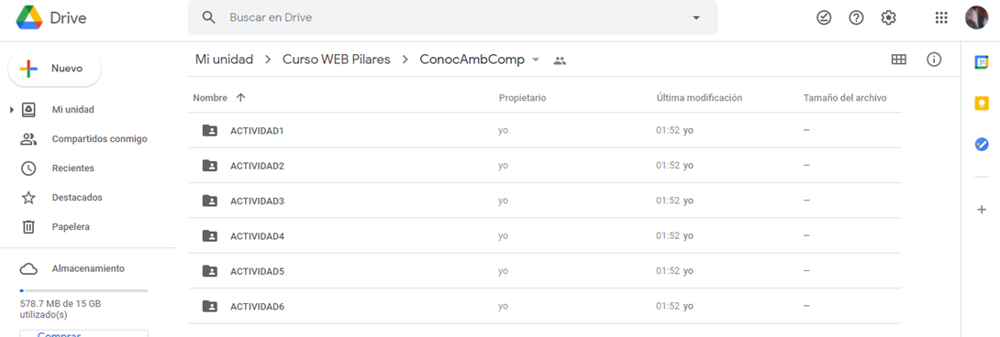 Drive
Buscar en Drive
Nuevo
Mi unidad
Compartidos conmigo
Recientes
Destacados
Papelera
Almacenamiento
578.7 MB de 15 GB
utilizado(s)
Comprar
Mi unidad > Curso WEB Pilares > ConocAmbComp
Nombre Propietario Última modificación Tamaño del archivo
ACTIVIDAD1 yo 01:52 yo —
ACTIVIDAD2 yo 01:52 yo —
ACTIVIDAD3 yo 01:52 yo —
ACTIVIDAD4 yo 01:52 yo —
ACTIVIDAD5 yo 01:52 yo —
ACTIVIDAD6 yo 01:52 yo —
31